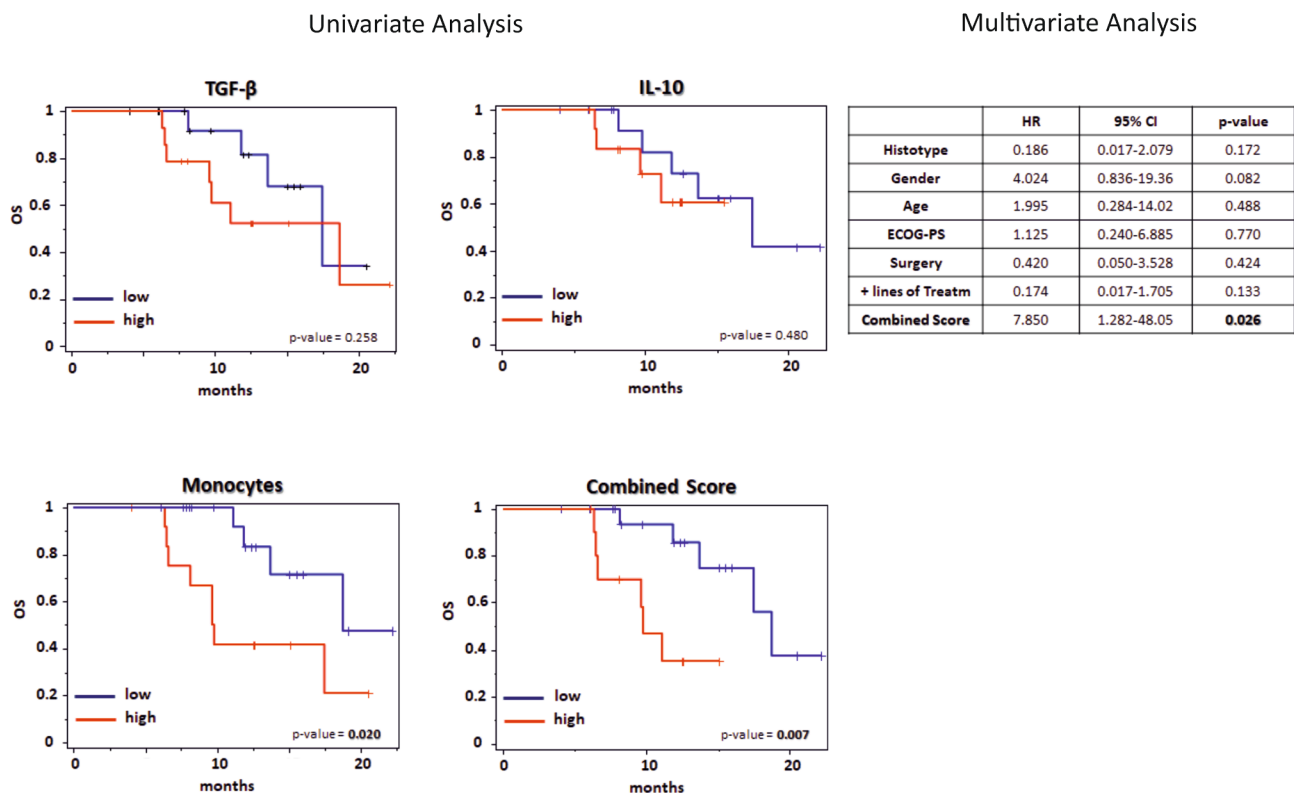 Univariate Analysis
Multivariate Analysis
TGF-β
1
0.8
0.6
0.4
0.2
0
OS
low
high
p-value = 0.258
0 10 20
months
IL-10
1
0.8
0.6
0.4
0.2
0
OS
low
high
p-value = 0.480
0 10 20
months
HR 95% CI p-value
Histotype 0.186 0.017-2.079 0.172
Gender 4.024 0.836-19.36 0.082
Age 1.995 0.284-14.02 0.488
ECOG-PS 1.125 0.240-6.885 0.770
Surgery 0.420 0.050-3.528 0.424
+ lines of Treatm 0.174 0.017-1.705 0.133
Combined Score 7.850 1.282-48.05 0.026
Monocytes
1
0.8
0.6
0.4
0.2
0
OS
low
high
p-value = 0.020
0 10 20
months
Combined Score
1
0.8
0.6
0.4
0.2
0
OS
low
high
p-value = 0.007
0 10 20
months